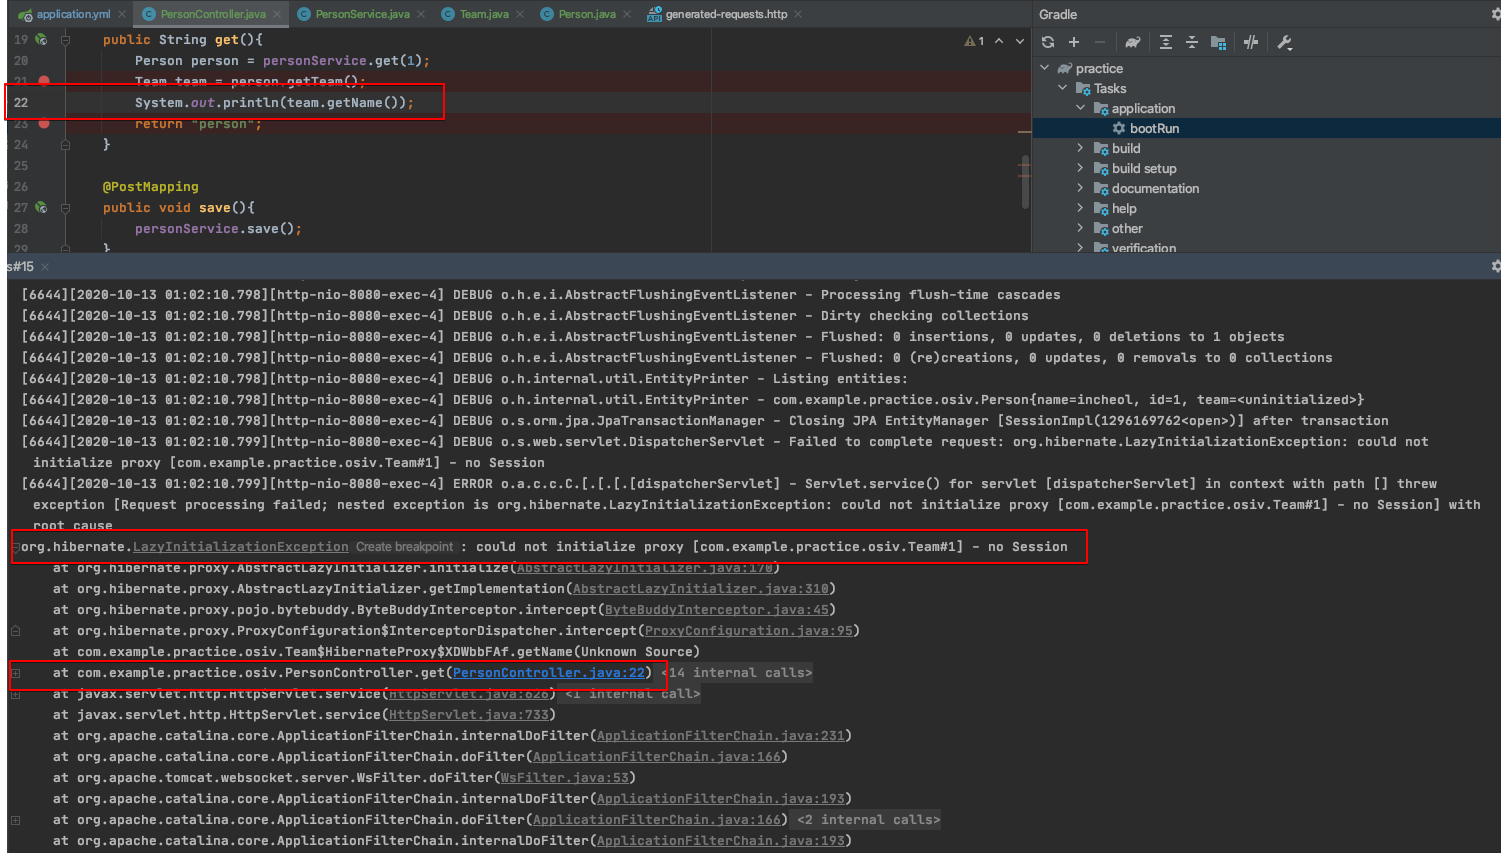 application.yml PersonController.java PersonService.java Team.java Person.java generated-requests.http
Gradle
19 public String get(){
1
20 Person person = personService.get(1);
21 Team team = person.getTeam();
22 System.out.println(team.getName());
23 return "person";
24 }
25
26 @PostMapping
27 public void save(){
28 personService.save();
29 }
practice
Tasks
application
bootRun
build
build setup
documentation
help
other
verification
s#15
[6644][2020-10-13 01:02:10.798][http-nio-8080-exec-4] DEBUG o.h.e.i.AbstractFlushingEventListener - Processing flush-time cascades
[6644][2020-10-13 01:02:10.798][http-nio-8080-exec-4] DEBUG o.h.e.i.AbstractFlushingEventListener - Dirty checking collections
[6644][2020-10-13 01:02:10.798][http-nio-8080-exec-4] DEBUG o.h.e.i.AbstractFlushingEventListener - Flushed: 0 insertions, 0 updates, 0 deletions to 1 objects
[6644][2020-10-13 01:02:10.798][http-nio-8080-exec-4] DEBUG o.h.e.i.AbstractFlushingEventListener - Flushed: 0 (re)creations, 0 updates, 0 removals to 0 collections
[6644][2020-10-13 01:02:10.798][http-nio-8080-exec-4] DEBUG o.h.internal.util.EntityPrinter - Listing entities:
[6644][2020-10-13 01:02:10.798][http-nio-8080-exec-4] DEBUG o.h.internal.util.EntityPrinter - com.example.practice.osiv.Person{name=incheol, id=1, team=<uninitialized>}
[6644][2020-10-13 01:02:10.798][http-nio-8080-exec-4] DEBUG o.s.orm.jpa.JpaTransactionManager - Closing JPA EntityManager [SessionImpl(1296169762<open>)] after transaction
[6644][2020-10-13 01:02:10.799][http-nio-8080-exec-4] DEBUG o.s.web.servlet.DispatcherServlet - Failed to complete request: org.hibernate.LazyInitializationException: could not
initialize proxy [com.example.practice.osiv.Team#1] - no Session
[6644][2020-10-13 01:02:10.799][http-nio-8080-exec-4] ERROR o.a.c.c.C.[.[.[.[dispatcherServlet] - Servlet.service() for servlet [dispatcherServlet] in context with path [] threw
exception [Request processing failed; nested exception is org.hibernate.LazyInitializationException: could not initialize proxy [com.example.practice.osiv.Team#1] - no Session] with
root cause
org.hibernate.LazyInitializationException Create breakpoint : could not initialize proxy [com.example.practice.osiv.Team#1] - no Session
at org.hibernate.proxy.AbstractLazyInitializer.initialize(AbstractLazyInitializer.java:170)
at org.hibernate.proxy.AbstractLazyInitializer.getImplementation(AbstractLazyInitializer.java:310)
at org.hibernate.proxy.pojo.bytebuddy.ByteBuddyInterceptor.intercept(ByteBuddyInterceptor.java:45)
at org.hibernate.proxy.ProxyConfiguration$InterceptorDispatcher.intercept(ProxyConfiguration.java:95)
at com.example.practice.osiv.Team$HibernateProxy$XDWbbFAf.getName(Unknown Source)
at com.example.practice.osiv.PersonController.get(PersonController.java:22) <14 internal calls>
at javax.servlet.http.HttpServlet.service(HttpServlet.java:626) <1 internal call>
at javax.servlet.http.HttpServlet.service(HttpServlet.java:733)
at org.apache.catalina.core.ApplicationFilterChain.internalDoFilter(ApplicationFilterChain.java:231)
at org.apache.catalina.core.ApplicationFilterChain.doFilter(ApplicationFilterChain.java:166)
at org.apache.tomcat.websocket.server.WsFilter.doFilter(WsFilter.java:53)
at org.apache.catalina.core.ApplicationFilterChain.internalDoFilter(ApplicationFilterChain.java:193)
at org.apache.catalina.core.ApplicationFilterChain.doFilter(ApplicationFilterChain.java:166) <2 internal calls>
at org.apache.catalina.core.ApplicationFilterChain.internalDoFilter(ApplicationFilterChain.java:193)